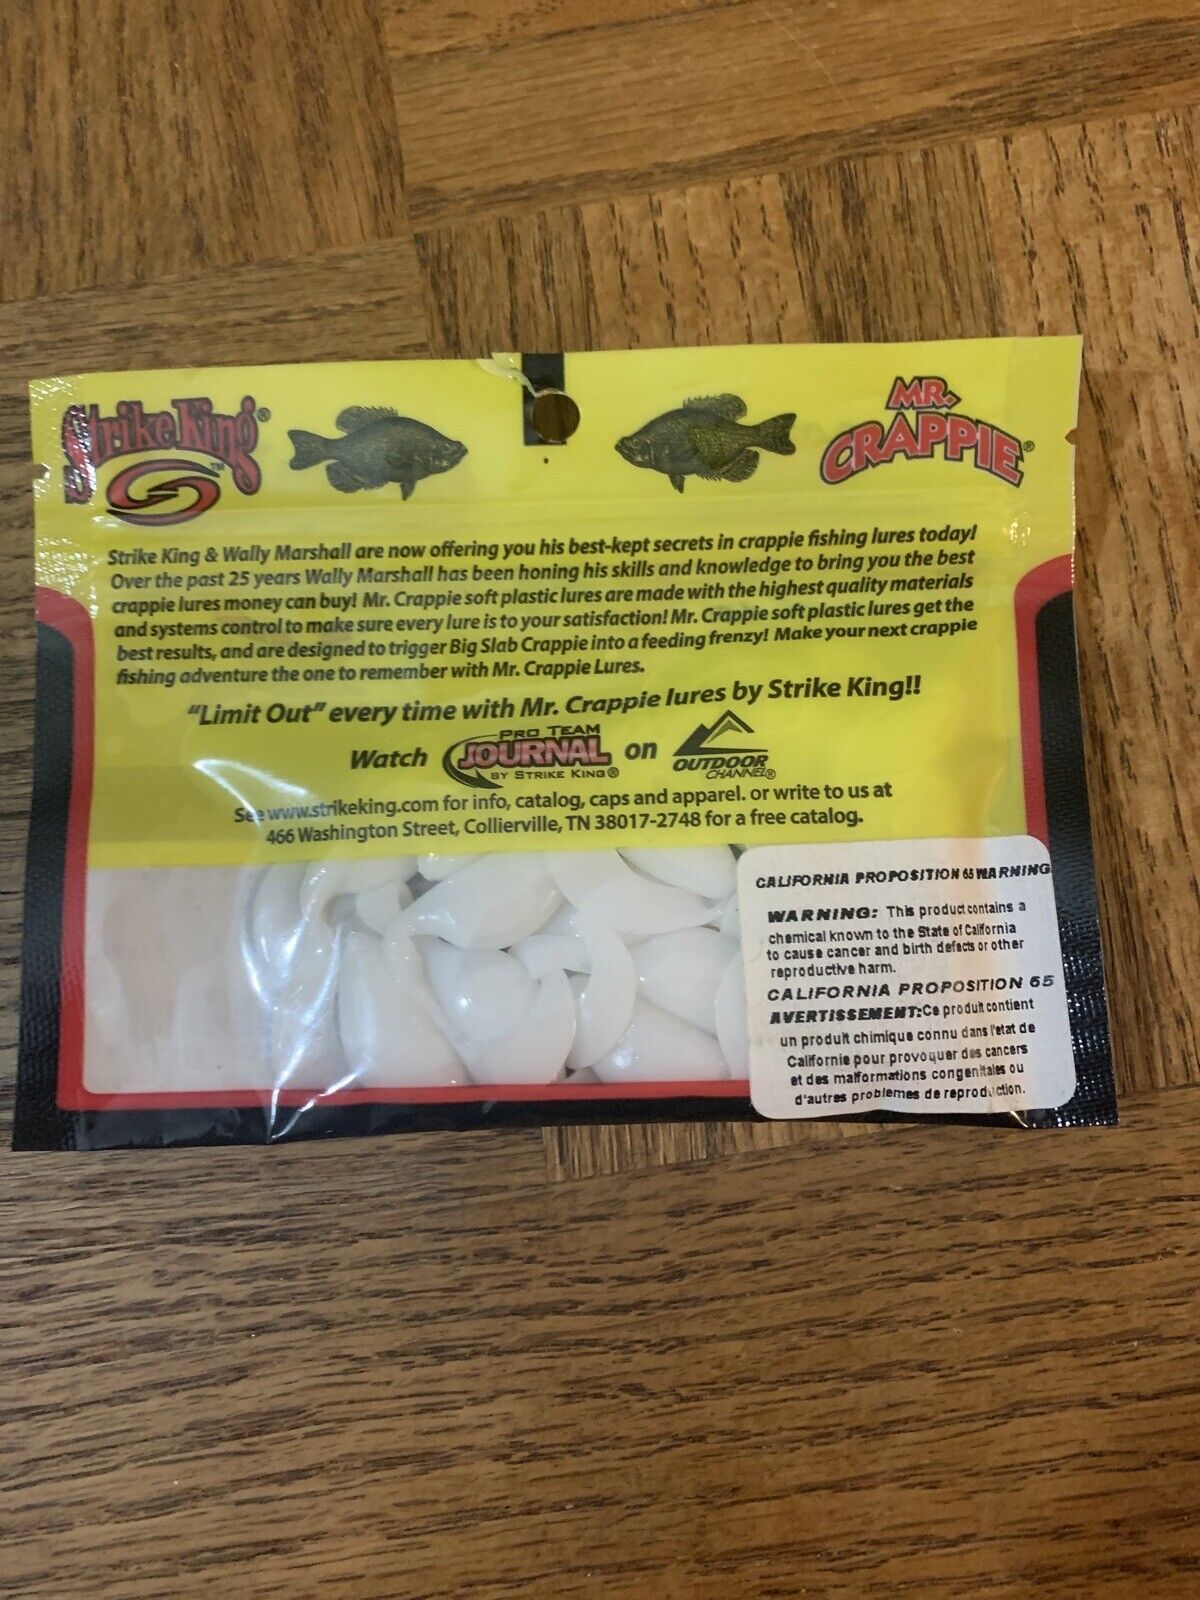 Strike King® ™
MR.
CRAPPIE®
Strike King & Wally Marshall are now offering you his best-kept secrets in crappie fishing lures today!
Over the past 25 years Wally Marshall has been honing his skills and knowledge to bring you the best
crappie lures money can buy! Mr. Crappie soft plastic lures are made with the highest quality materials
and systems control to make sure every lure is to your satisfaction! Mr. Crappie soft plastic lures get the
best results, and are designed to trigger Big Slab Crappie into a feeding frenzy! Make your next crappie
fishing adventure the one to remember with Mr. Crappie Lures.
"Limit Out" every time with Mr. Crappie lures by Strike King!!
Watch PRO TEAM JOURNAL BY STRIKE KING® on OUTDOOR CHANNEL®
See www.strikeking.com for info, catalog, caps and apparel. or write to us at
466 Washington Street, Collierville, TN 38017-2748 for a free catalog.
CALIFORNIA PROPOSITION 65 WARNING
WARNING: This product contains a
chemical known to the State of California
to cause cancer and birth defects or other
reproductive harm.
CALIFORNIA PROPOSITION 65
AVERTISSEMENT: Ce produit contient
un produit chimique connu dans l'etat de
Californie pour provoquer des cancers
et des malformations congenitales ou
d'autres problemes de reproduction.